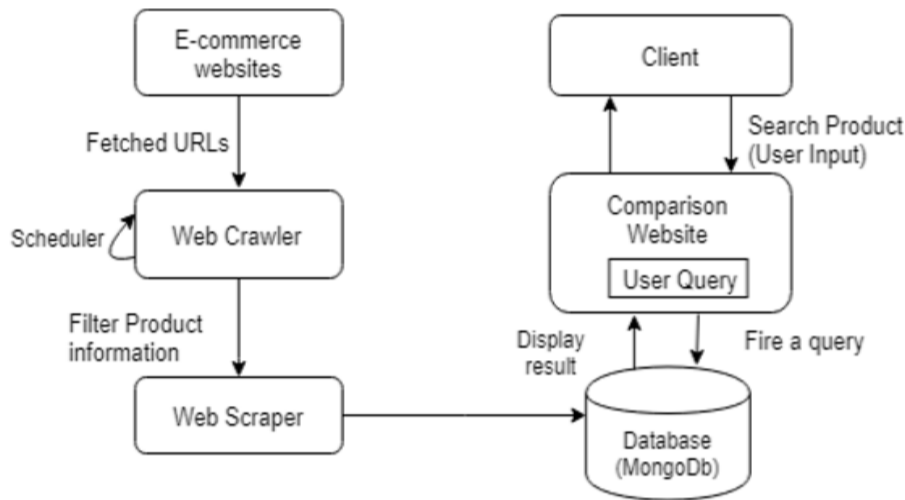 E-commerce
websites
Fetched URLs
Scheduler
Web Crawler
Filter Product
information
Web Scraper
Client
Search Product
(User Input)
Comparison
Website
User Query
Display
result
Fire a query
Database
(MongoDb)